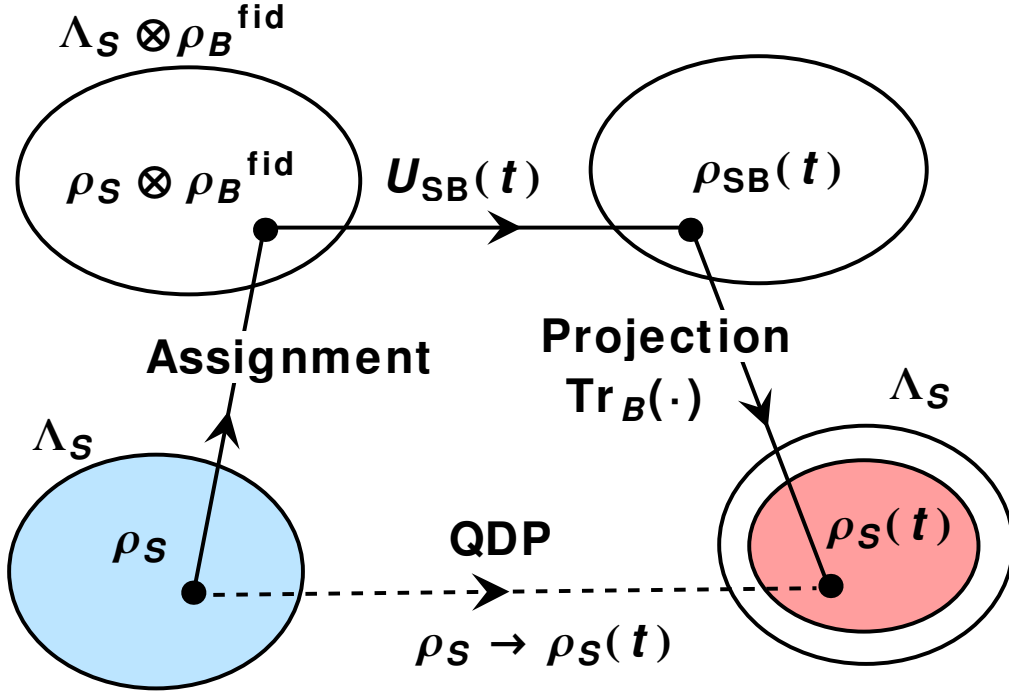 Λ_S ⊗ ρ_B^fid
ρ_S ⊗ ρ_B^fid
U_SB(t)
ρ_SB(t)
Assignment
Projection
Tr_B(·)
Λ_S
Λ_S
ρ_S
QDP
ρ_S(t)
ρ_S → ρ_S(t)